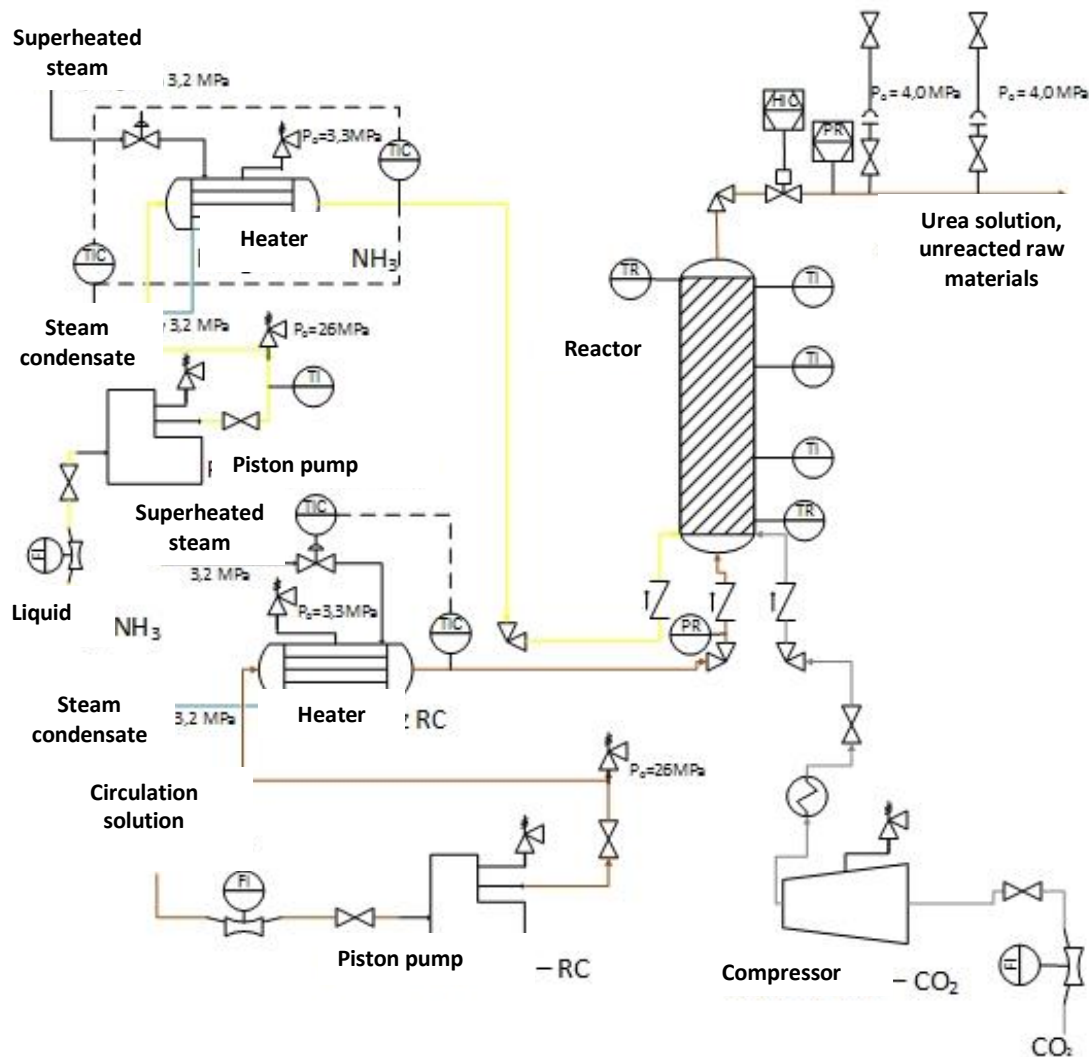 Superheated
steam
3,2 MPa
P₀=3,3MPa
TIC
TIC
Heater
NH₃
Steam
condensate
3,2 MPa
P₀=26MPa
TI
Piston pump
FI
Liquid
NH₃
Superheated
steam
TIC
3,2 MPa
P₀=3,3MPa
TIC
Steam
condensate
3,2 MPa
Heater
RC
Circulation
solution
P₀=26MPa
FI
Piston pump
– RC
HIC
PR
P₀= 4,0 MPa
P₀= 4,0 MPa
Urea solution,
unreacted raw
materials
TR
TI
Reactor
TI
TI
TR
PR
Compressor
– CO₂
FI
CO₂